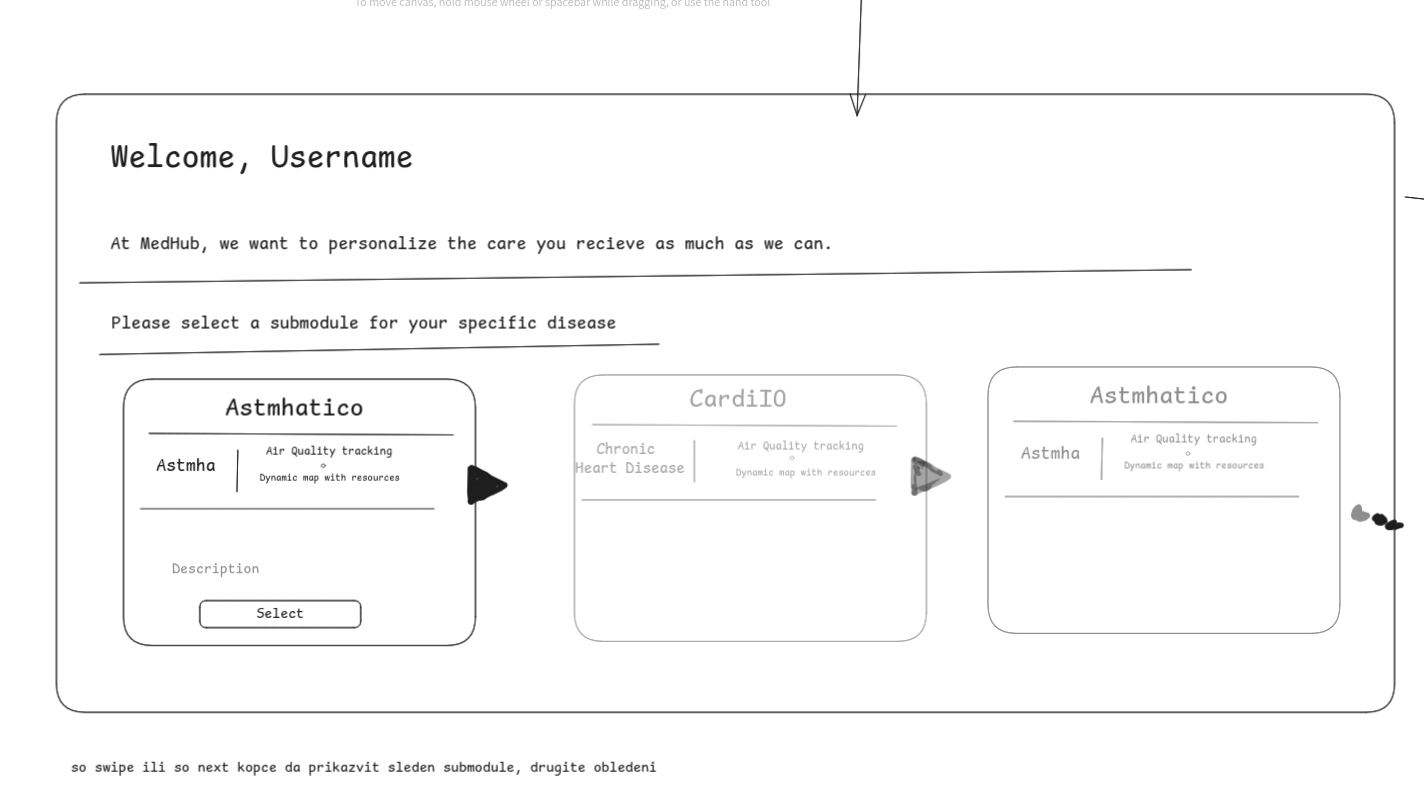 To move canvas, hold mouse wheel or spacebar while dragging, or use the hand tool
Welcome, Username
At MedHub, we want to personalize the care you recieve as much as we can.
Please select a submodule for your specific disease
Astmhatico
Astmha
Air Quality tracking
Dynamic map with resources
Description
Select
CardiIO
Chronic
Heart Disease
Air Quality tracking
Dynamic map with resources
Astmhatico
Astmha
Air Quality tracking
Dynamic map with resources
so swipe ili so next kopce da prikazvit sleden submodule, drugite obledeni